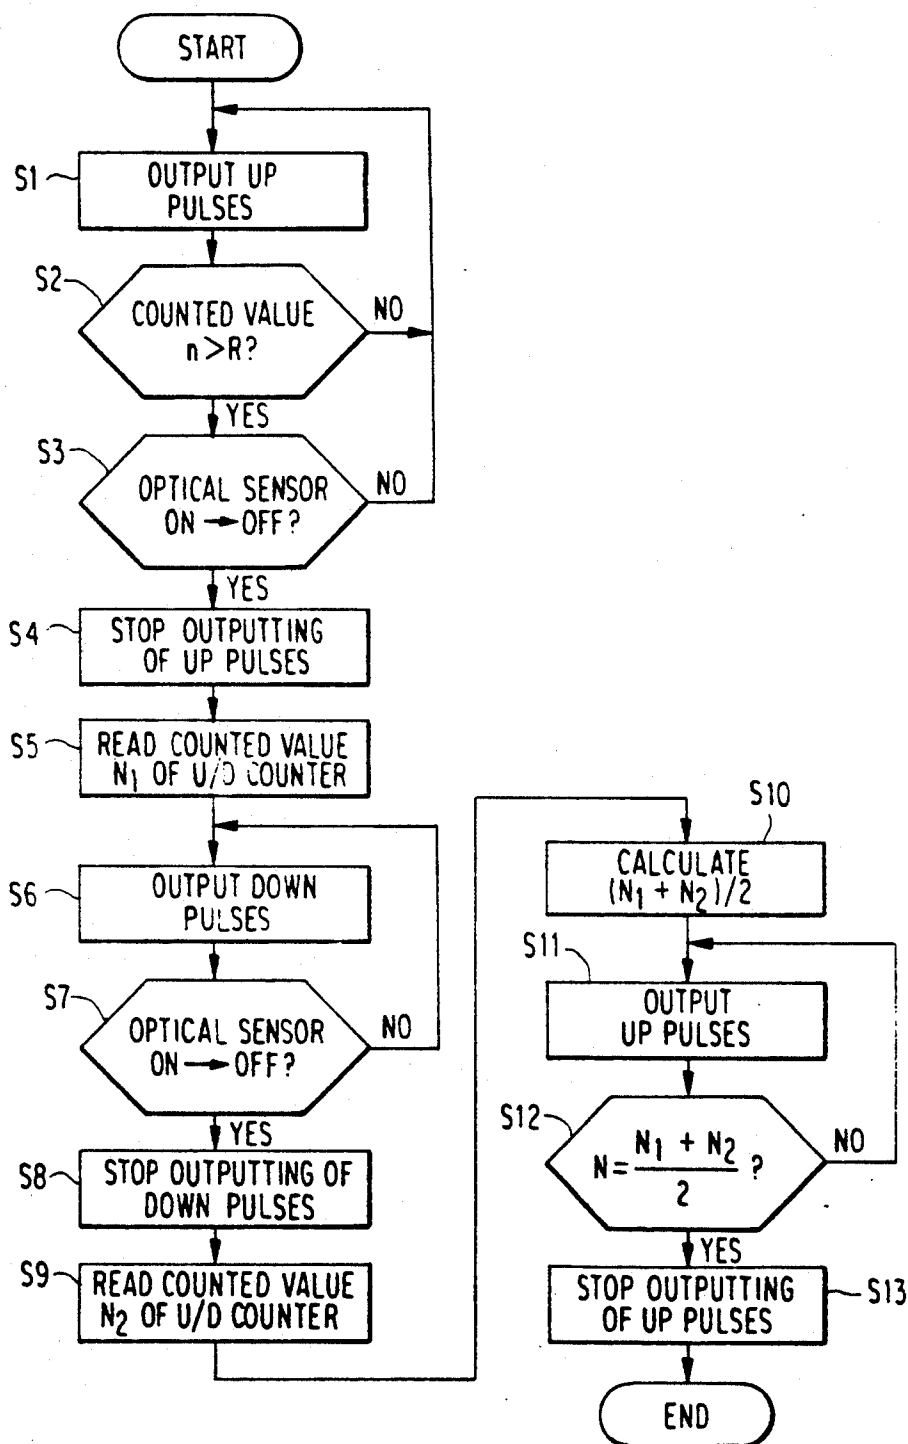 START
S1
OUTPUT UP
PULSES
S2
COUNTED VALUE
n>R?
NO
YES
S3
OPTICAL SENSOR
ON → OFF?
NO
YES
S4
STOP OUTPUTTING
OF UP PULSES
S5
READ COUNTED VALUE
N₁ OF U/D COUNTER
S6
OUTPUT DOWN
PULSES
S7
OPTICAL SENSOR
ON → OFF?
NO
YES
S8
STOP OUTPUTTING OF
DOWN PULSES
S9
READ COUNTED VALUE
N₂ OF U/D COUNTER
S10
CALCULATE
(N₁ + N₂)/2
S11
OUTPUT
UP PULSES
S12
N = (N₁ + N₂)/2 ?
NO
YES
S13
STOP OUTPUTTING
OF UP PULSES
END